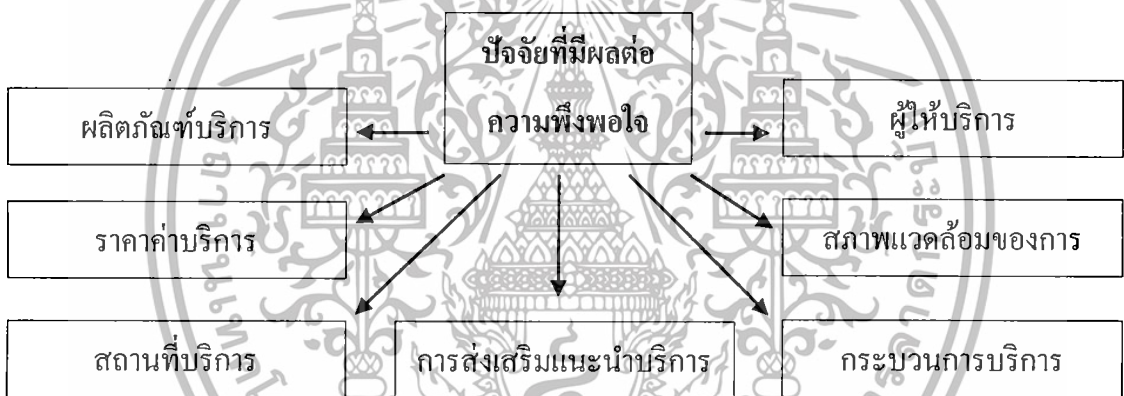 ปัจจัยที่มีผลต่อ
ความพึงพอใจ
ผลิตภัณฑ์บริการ
ผู้ให้บริการ
ราคาค่าบริการ
สภาพแวดล้อมของการ
สถานที่บริการ
การส่งเสริมแนะนำบริการ
กระบวนการบริการ